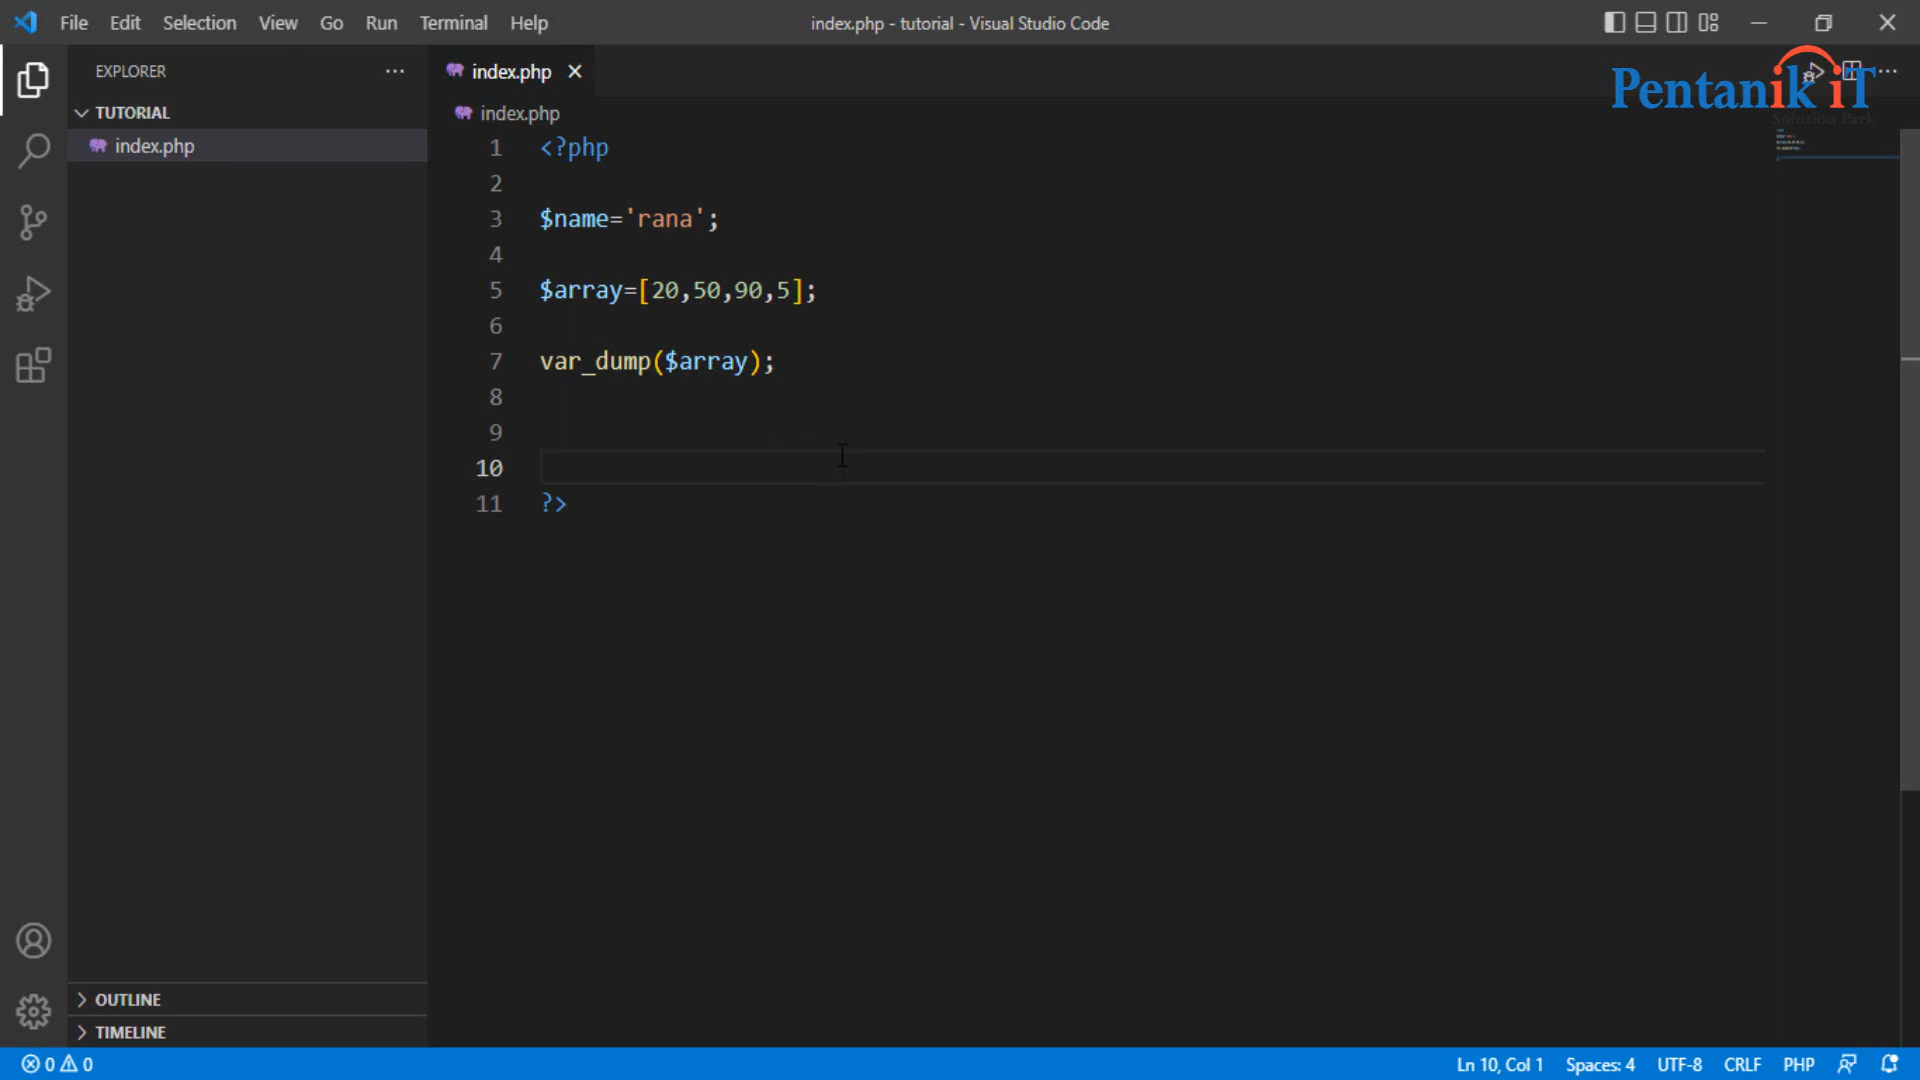 File Edit Selection View Go Run Terminal Help
index.php - tutorial - Visual Studio Code
EXPLORER
index.php
Pentanik iT
Solution Park
TUTORIAL
index.php
index.php
1 <?php
2
3 $name='rana';
4
5 $array=[20,50,90,5];
6
7 var_dump($array);
8
9
10
11 ?>
OUTLINE
TIMELINE
0 0
Ln 10, Col 1 Spaces: 4 UTF-8 CRLF PHP